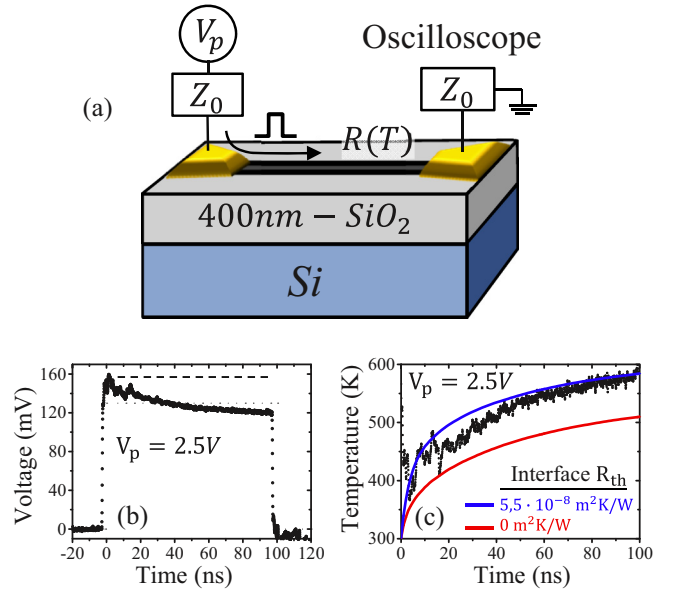 V_p
Oscilloscope
Z_0
Z_0
(a)
R(T)
400nm − SiO_2
Si
160
120
80
40
0
-20 0 20 40 60 80 100 120
Voltage (mV)
Time (ns)
V_p = 2.5V
(b)
600
500
400
300
0 20 40 60 80 100
Temperature (K)
Time (ns)
V_p = 2.5V
Interface R_th
5,5 · 10^−8 m²K/W
0 m²K/W
(c)